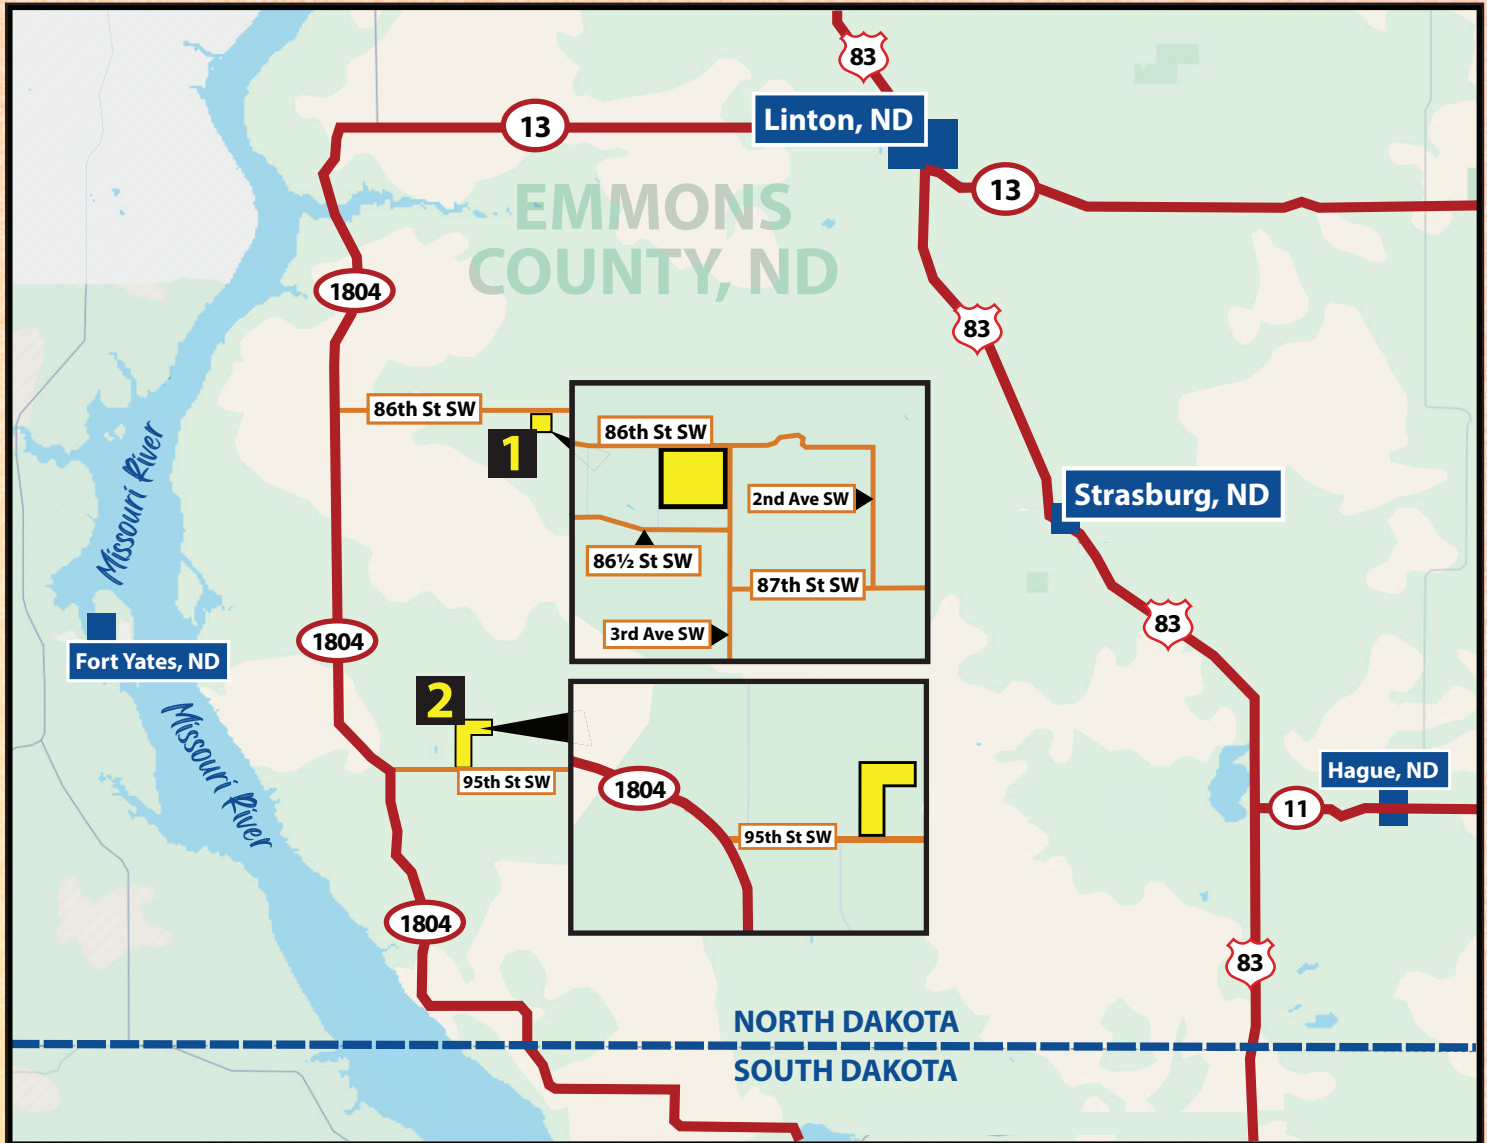 83
Linton, ND
13
13
EMMONS
COUNTY, ND
1804
83
86th St SW
1
86th St SW
2nd Ave SW
86½ St SW
87th St SW
3rd Ave SW
Strasburg, ND
Missouri River
83
Fort Yates, ND
1804
2
95th St SW
1804
95th St SW
Missouri River
Hague, ND
11
1804
83
NORTH DAKOTA
SOUTH DAKOTA